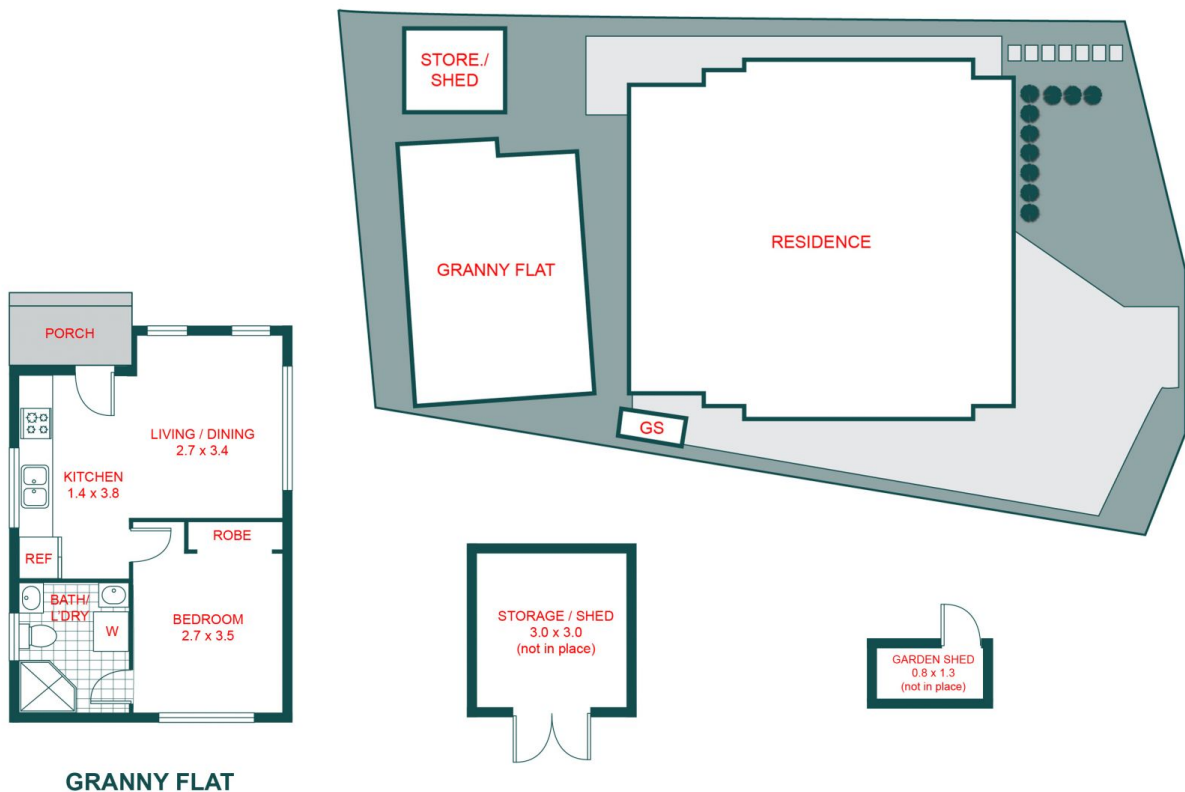 STORE./
SHED
GRANNY FLAT
RESIDENCE
GS
PORCH
LIVING / DINING
2.7 x 3.4
KITCHEN
1.4 x 3.8
REF
ROBE
BATH/
L'DRY
W
BEDROOM
2.7 x 3.5
GRANNY FLAT
STORAGE / SHED
3.0 x 3.0
(not in place)
GARDEN SHED
0.8 x 1.3
(not in place)